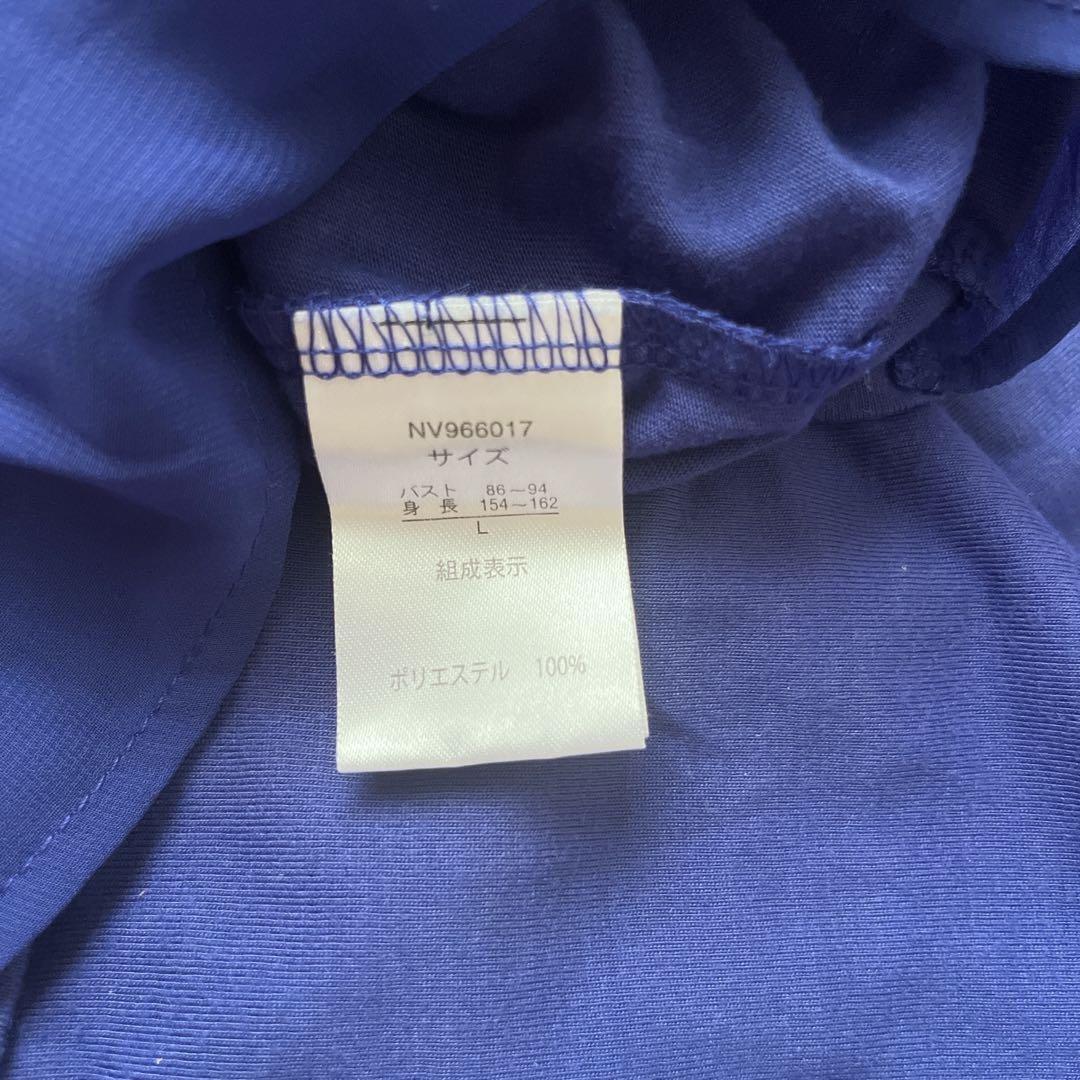 NV966017
サイズ
バスト 86～94
身長 154～162
L
組成表示
ポリエステル 100%